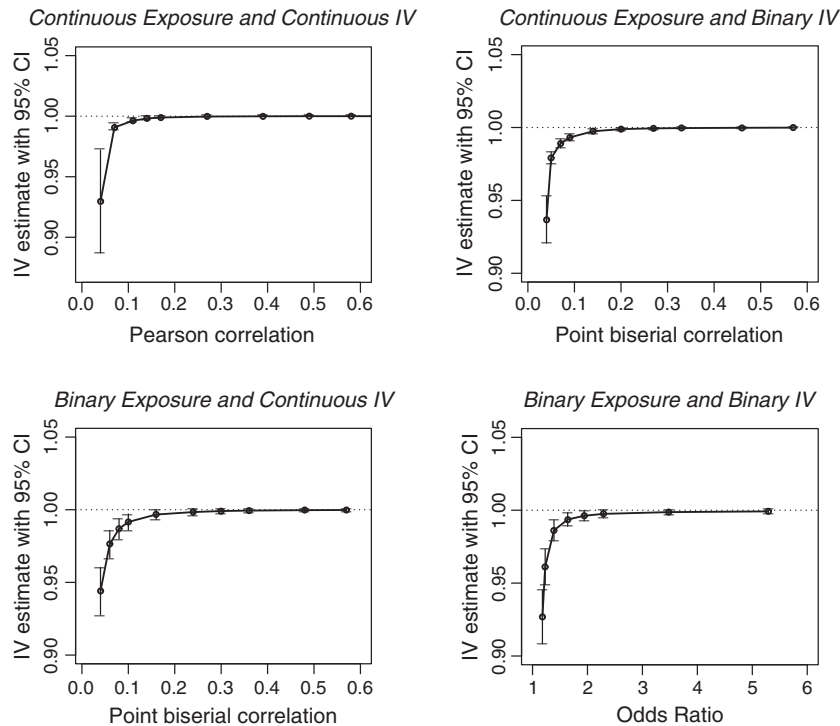 Continuous Exposure and Continuous IV
IV estimate with 95% CI
1.05
1.00
0.95
0.90
0.0 0.1 0.2 0.3 0.4 0.5 0.6
Pearson correlation
Continuous Exposure and Binary IV
IV estimate with 95% CI
1.05
1.00
0.95
0.90
0.0 0.1 0.2 0.3 0.4 0.5 0.6
Point biserial correlation
Binary Exposure and Continuous IV
IV estimate with 95% CI
1.05
1.00
0.95
0.90
0.0 0.1 0.2 0.3 0.4 0.5 0.6
Point biserial correlation
Binary Exposure and Binary IV
IV estimate with 95% CI
1.05
1.00
0.95
0.90
1 2 3 4 5 6
Odds Ratio